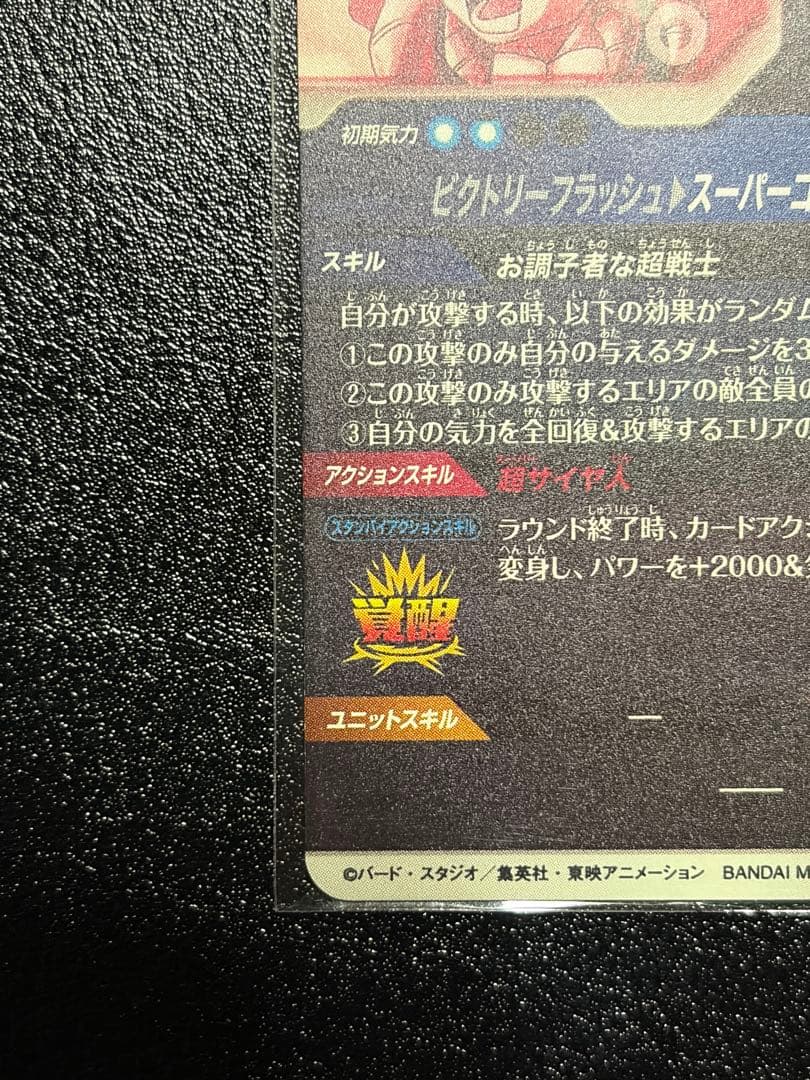 初期気力
ビクトリーフラッシュ▶スーパーゴ
スキル お調子者な超戦士
自分が攻撃する時、以下の効果がランダム
①この攻撃のみ自分の与えるダメージを3
②この攻撃のみ攻撃するエリアの敵全員の
③自分の気力を全回復&攻撃するエリアの
アクションスキル 超サイヤ人
スタンバイアクションスキル ラウンド終了時、カードアク
変身し、パワーを+2000&
覚醒
ユニットスキル ―
©バード・スタジオ／集英社・東映アニメーション BANDAI M